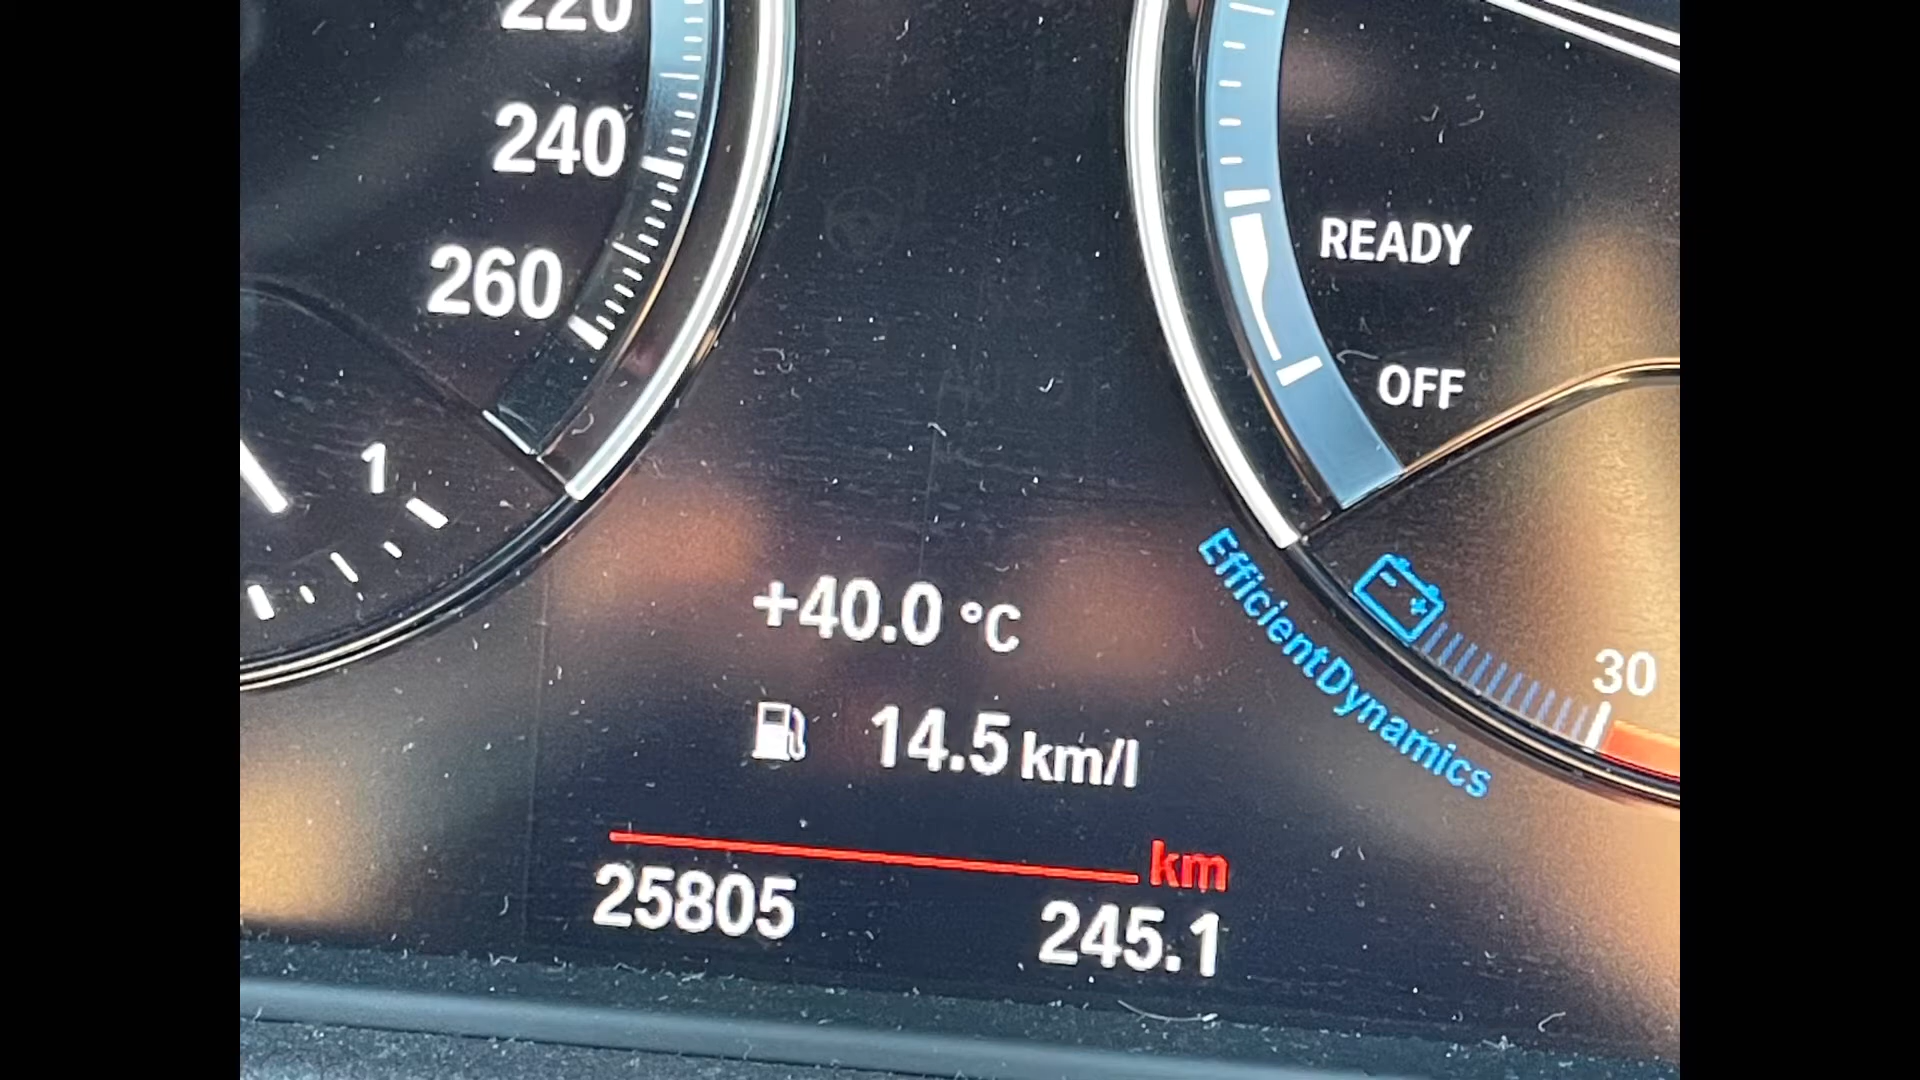 220
240
260
1
READY
OFF
EfficientDynamics
30
+40.0 °C
14.5 km/l
km
25805
245.1